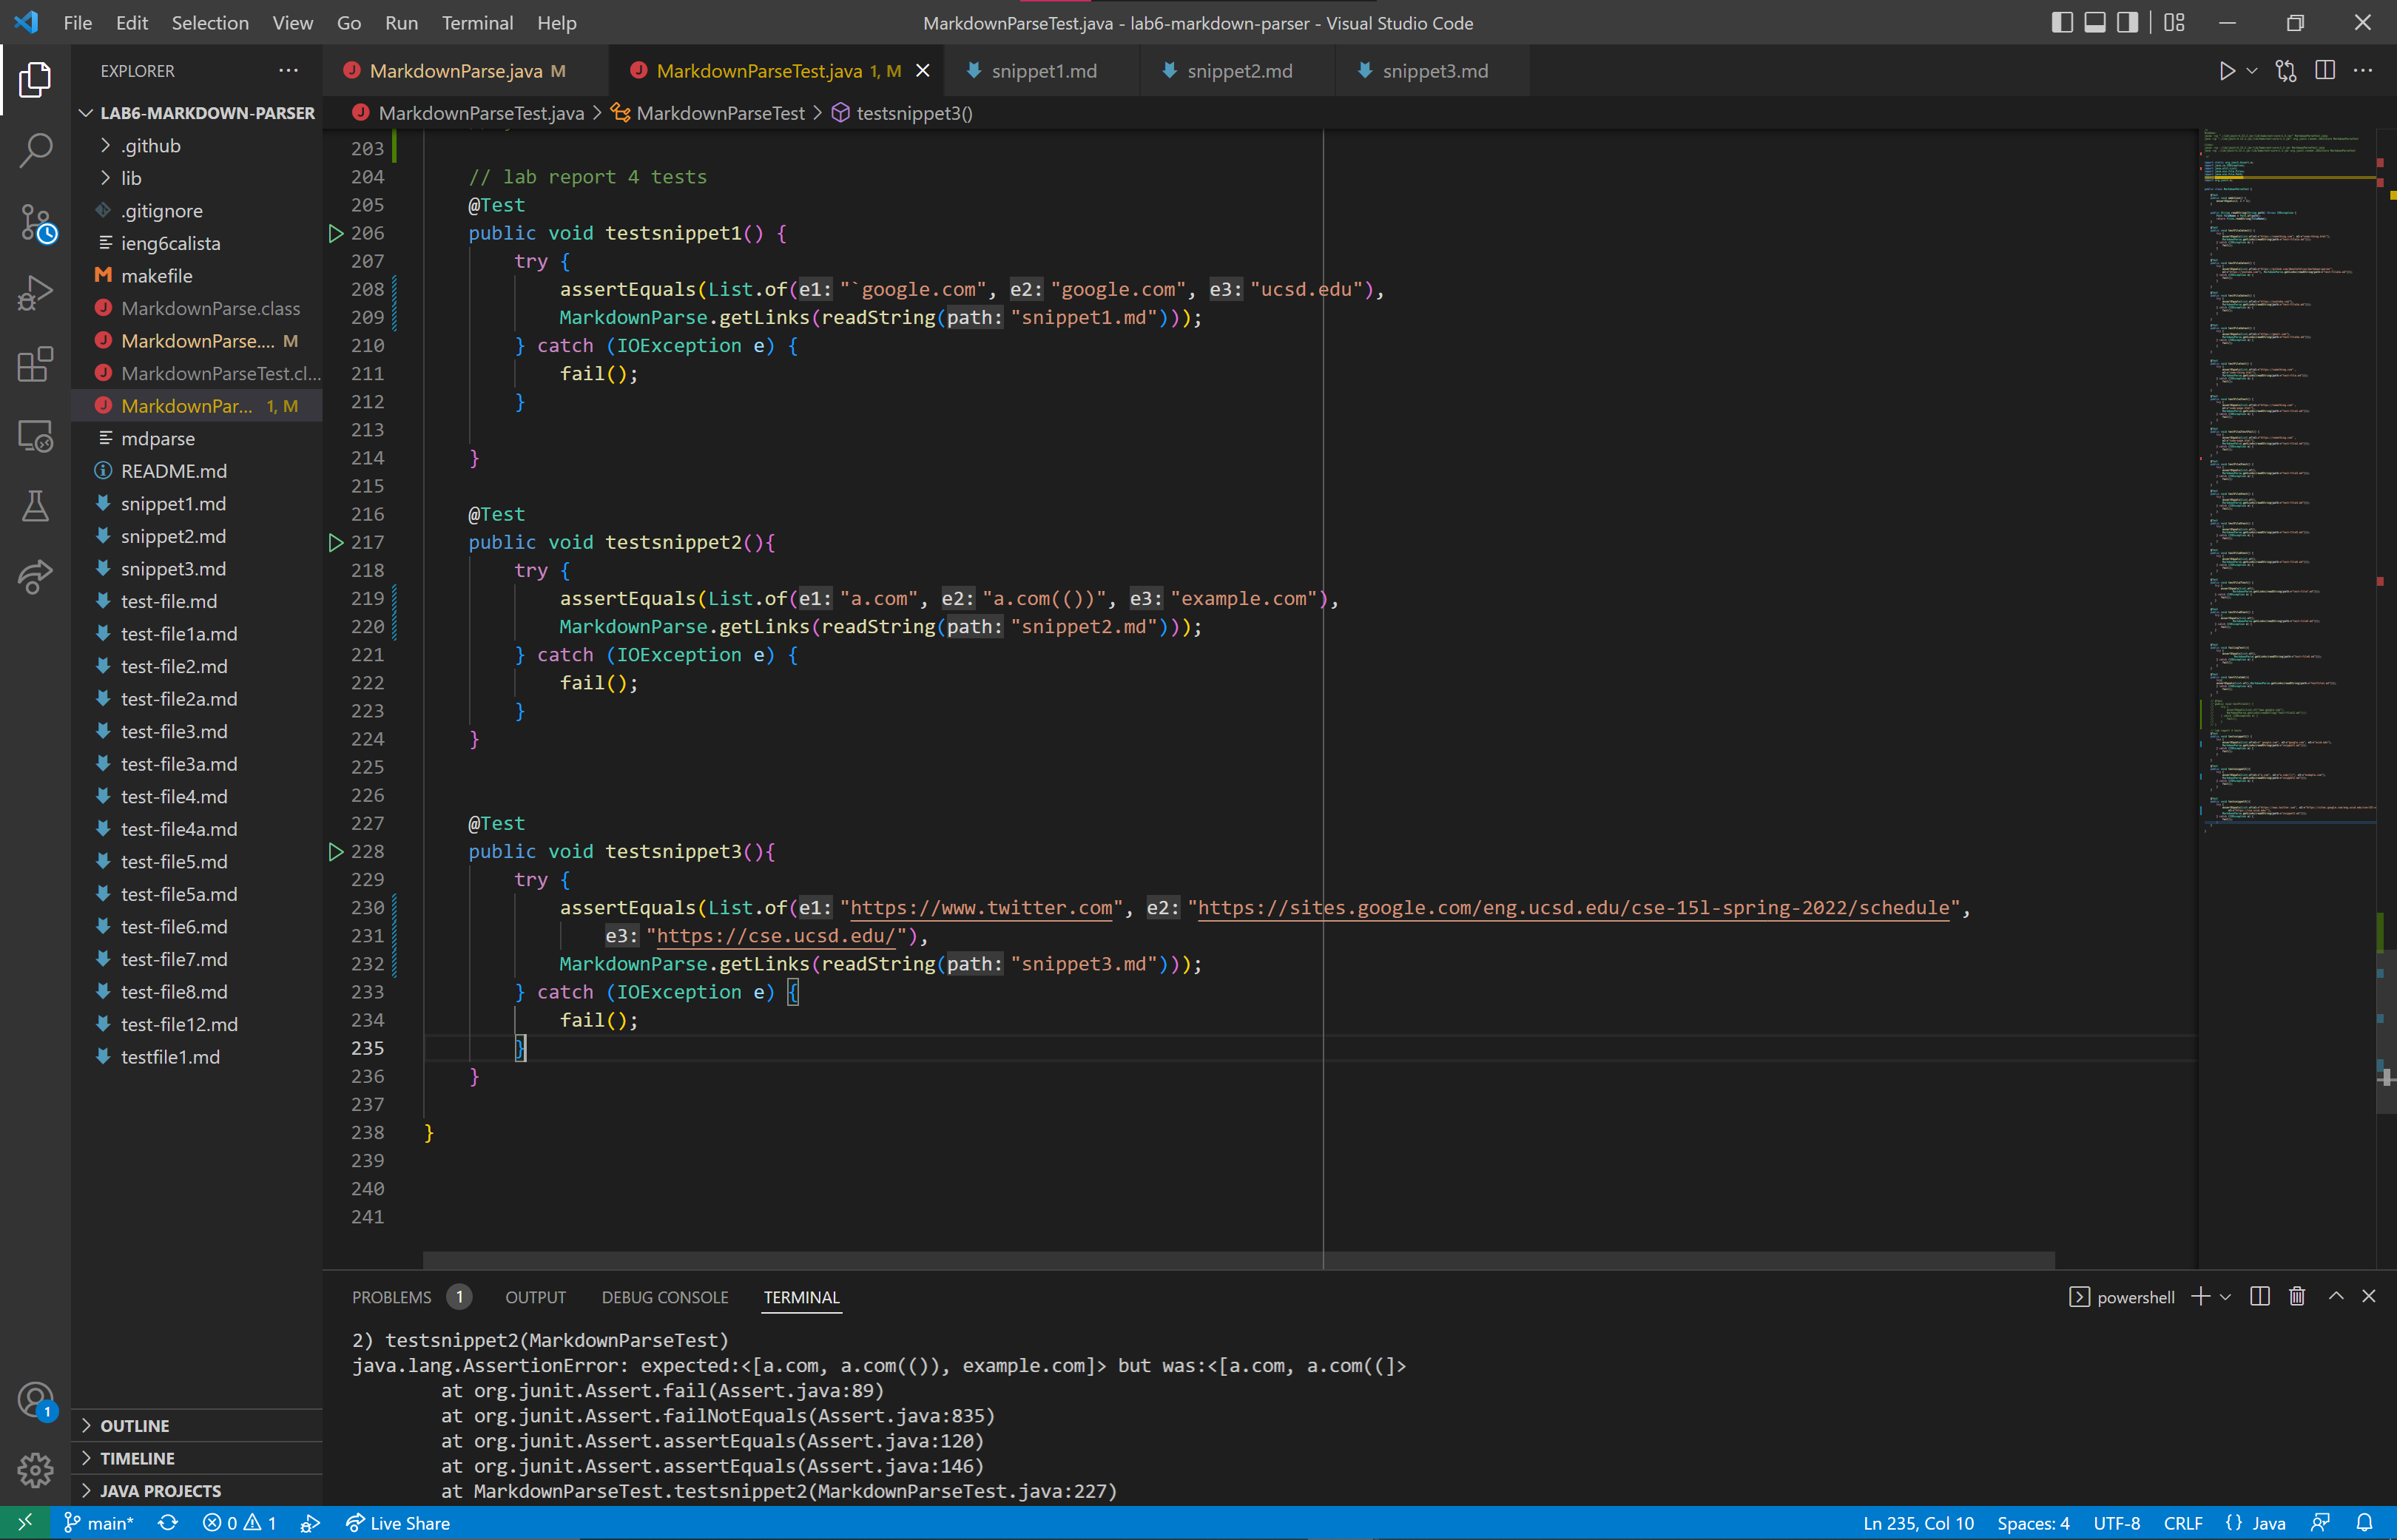 File Edit Selection View Go Run Terminal Help
MarkdownParseTest.java - lab6-markdown-parser - Visual Studio Code
EXPLORER
MarkdownParse.java M
MarkdownParseTest.java 1, M
snippet1.md
snippet2.md
snippet3.md
LAB6-MARKDOWN-PARSER
MarkdownParseTest.java > MarkdownParseTest > testsnippet3()
.github
lib
.gitignore
ieng6calista
makefile
MarkdownParse.class
MarkdownParse.... M
MarkdownParseTest.cl...
MarkdownPar... 1, M
mdparse
README.md
snippet1.md
snippet2.md
snippet3.md
test-file.md
test-file1a.md
test-file2.md
test-file2a.md
test-file3.md
test-file3a.md
test-file4.md
test-file4a.md
test-file5.md
test-file5a.md
test-file6.md
test-file7.md
test-file8.md
test-file12.md
testfile1.md
OUTLINE
TIMELINE
JAVA PROJECTS
203
204 // lab report 4 tests
205 @Test
206 public void testsnippet1() {
207 try {
208 assertEquals(List.of(e1: "`google.com", e2: "google.com", e3: "ucsd.edu"),
209 MarkdownParse.getLinks(readString(path: "snippet1.md")));
210 } catch (IOException e) {
211 fail();
212 }
213
214 }
215
216 @Test
217 public void testsnippet2(){
218 try {
219 assertEquals(List.of(e1: "a.com", e2: "a.com(())", e3: "example.com"),
220 MarkdownParse.getLinks(readString(path: "snippet2.md")));
221 } catch (IOException e) {
222 fail();
223 }
224 }
225
226
227 @Test
228 public void testsnippet3(){
229 try {
230 assertEquals(List.of(e1: "https://www.twitter.com", e2: "https://sites.google.com/eng.ucsd.edu/cse-15l-spring-2022/schedule",
231 e3: "https://cse.ucsd.edu/"),
232 MarkdownParse.getLinks(readString(path: "snippet3.md")));
233 } catch (IOException e) {
234 fail();
235 }
236 }
237
238 }
239
240
241
PROBLEMS 1 OUTPUT DEBUG CONSOLE TERMINAL
powershell
2) testsnippet2(MarkdownParseTest)
java.lang.AssertionError: expected:<[a.com, a.com(()), example.com]> but was:<[a.com, a.com((]>
at org.junit.Assert.fail(Assert.java:89)
at org.junit.Assert.failNotEquals(Assert.java:835)
at org.junit.Assert.assertEquals(Assert.java:120)
at org.junit.Assert.assertEquals(Assert.java:146)
at MarkdownParseTest.testsnippet2(MarkdownParseTest.java:227)
1
main* 0 1 Live Share
Ln 235, Col 10 Spaces: 4 UTF-8 CRLF {} Java